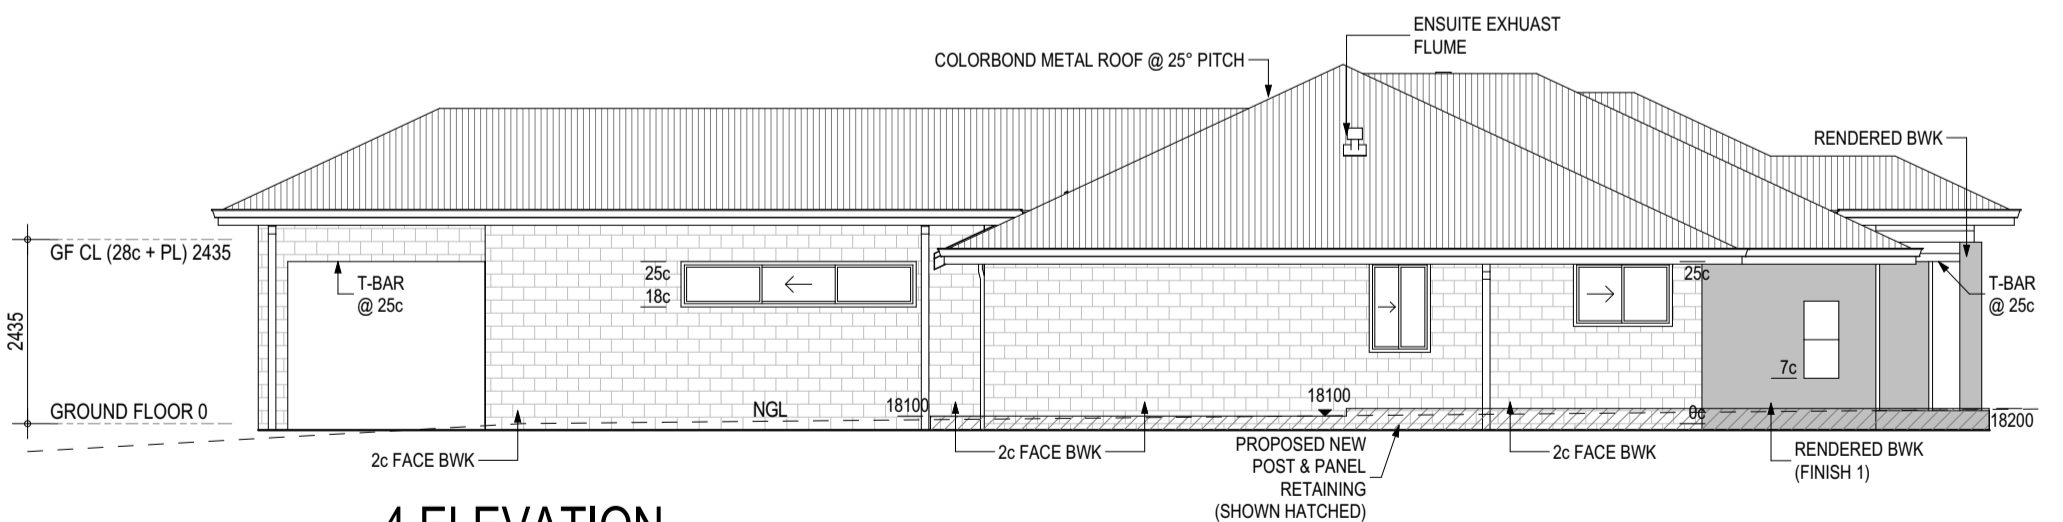 ENSUITE EXHUAST
FLUME
COLORBOND METAL ROOF @ 25° PITCH
RENDERED BWK
GF CL (28c + PL) 2435
T-BAR
@ 25c
25c
18c
25c
T-BAR
@ 25c
2435
7c
GROUND FLOOR 0
NGL
18100
18100
0c
18200
2c FACE BWK
2c FACE BWK
PROPOSED NEW
POST & PANEL
RETAINING
(SHOWN HATCHED)
2c FACE BWK
RENDERED BWK
(FINISH 1)
4 ELEVATION